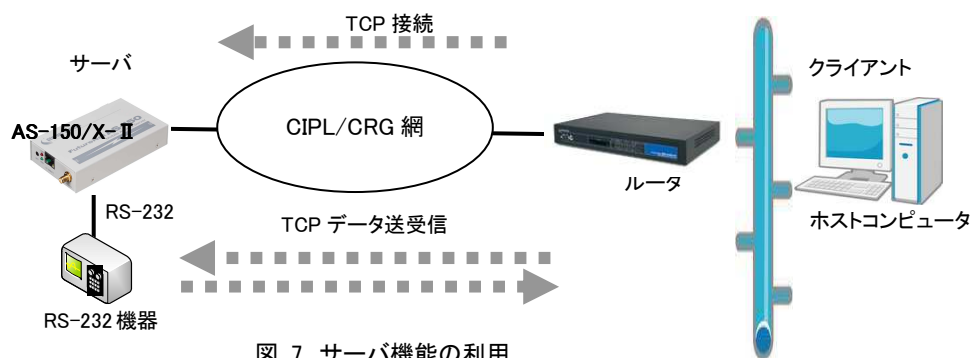 TCP 接続
サーバ
クライアント
AS-150/X-Ⅱ
CIPL/CRG 網
ルータ
ホストコンピュータ
RS-232
TCP データ送受信
RS-232 機器
図 7 サーバ機能の利用